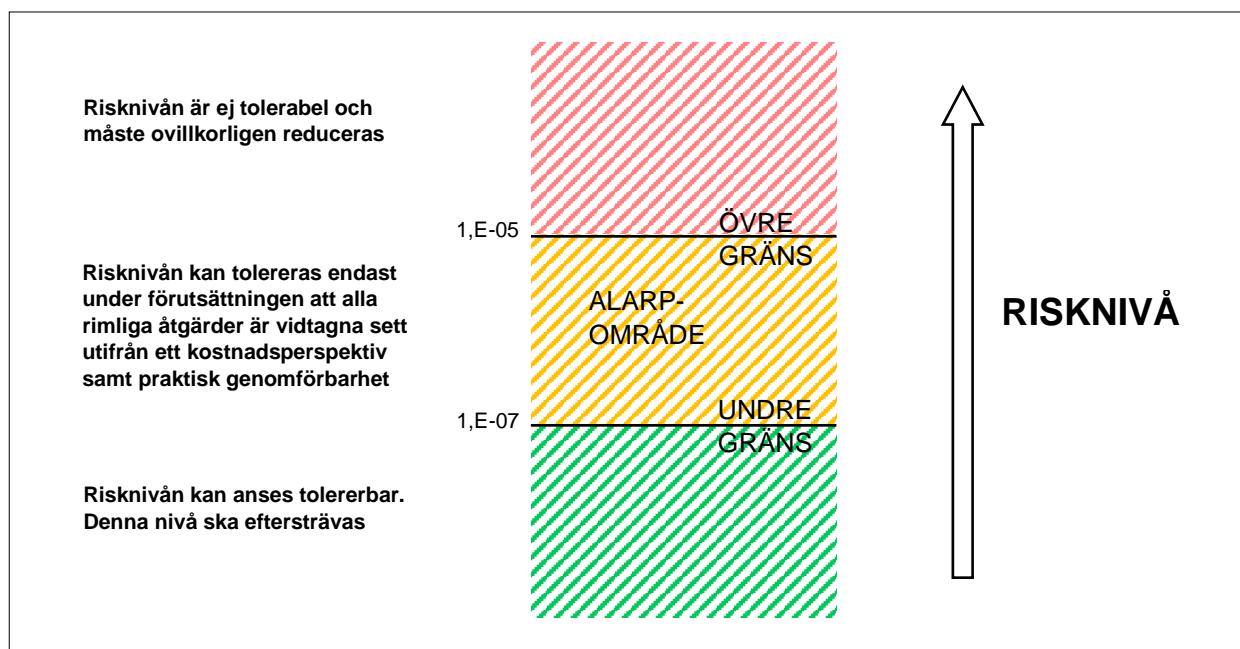 Risknivån är ej tolerabel och
måste ovillkorligen reduceras
1,E-05
ÖVRE
GRÄNS
Risknivån kan tolereras endast
under förutsättningen att alla
rimliga åtgärder är vidtagna sett
utifrån ett kostnadsperspektiv
samt praktisk genomförbarhet
ALARP-
OMRÅDE
RISKNIVÅ
1,E-07
UNDRE
GRÄNS
Risknivån kan anses tolererbar.
Denna nivå ska eftersträvas